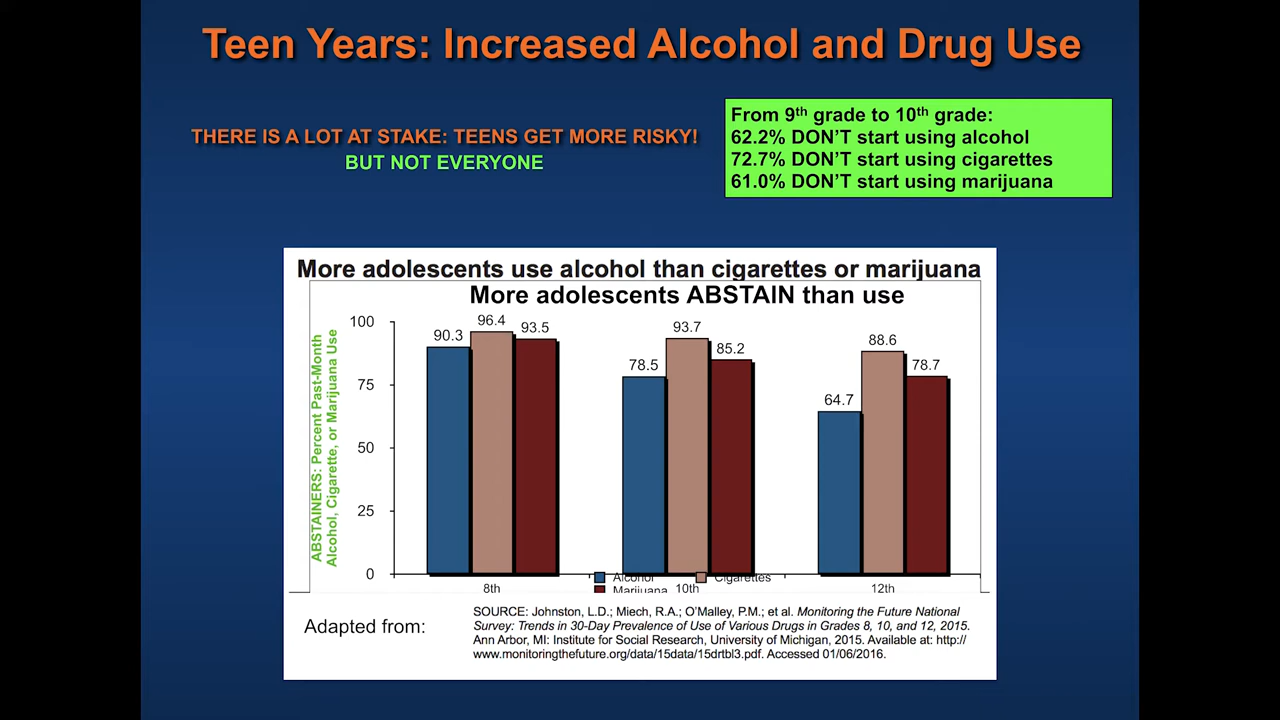 Teen Years: Increased Alcohol and Drug Use
THERE IS A LOT AT STAKE: TEENS GET MORE RISKY!
BUT NOT EVERYONE
From 9th grade to 10th grade:
62.2% DON'T start using alcohol
72.7% DON'T start using cigarettes
61.0% DON'T start using marijuana
More adolescents use alcohol than cigarettes or marijuana
More adolescents ABSTAIN than use
ABSTAINERS: Percent Past-Month
Alcohol, Cigarette, or Marijuana Use
100
75
50
25
0
90.3
96.4
93.5
78.5
93.7
85.2
64.7
88.6
78.7
8th
10th
12th
Alcohol
Cigarettes
Marijuana
Adapted from:
SOURCE: Johnston, L.D.; Miech, R.A.; O'Malley, P.M.; et al. Monitoring the Future National
Survey: Trends in 30-Day Prevalence of Use of Various Drugs in Grades 8, 10, and 12, 2015.
Ann Arbor, MI: Institute for Social Research, University of Michigan, 2015. Available at: http://
www.monitoringthefuture.org/data/15data/15drtbl3.pdf. Accessed 01/06/2016.